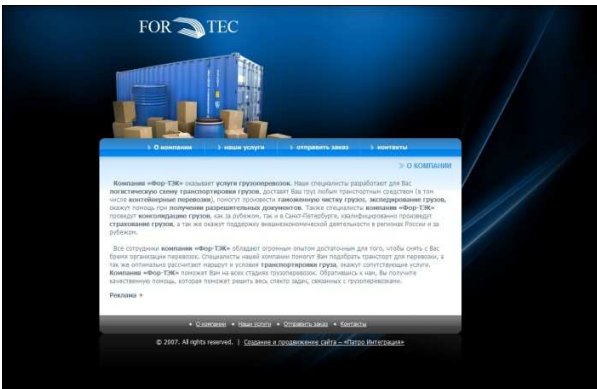 FOR TEC
О компании
наши услуги
отправить заказ
контакты
О КОМПАНИИ
Компания «Фор-ТЭК» оказывает услуги грузоперевозок. Наши специалисты разработают для Вас
логистическую схему транспортировки грузов, доставят Ваш груз любым транспортным средством (в том
числе контейнерные перевозки), помогут произвести таможенную чистку грузов, экспедирование грузов,
окажут помощь при получении разрешительных документов. Также специалисты компании «Фор-ТЭК»
проведут консолидацию грузов, как за рубежом, так и в Санкт-Петербурге, квалифицированно произведут
страхование грузов, а так же окажут поддержку внешнеэкономической деятельности в регионах России и за
рубежом.
Все сотрудники компании «Фор-ТЭК» обладают огромным опытом достаточным для того, чтобы снять с Вас
бремя организации перевозок. Специалисты нашей компании помогут Вам подобрать транспорт для перевозки, а
так же оптимально рассчитают маршрут и условия транспортировки груза, окажут сопутствующие услуги.
Компания «Фор-ТЭК» поможет Вам на всех стадиях грузоперевозок. Обратившись к нам, Вы получите
качественную помощь, которая поможет решить весь спектр задач, связанных с грузоперевозками.
Реклама »
• О компании • Наши услуги • Отправить заказ • Контакты
© 2007. All rights reserved. | Создание и продвижение сайта – «Патро Интеграция»